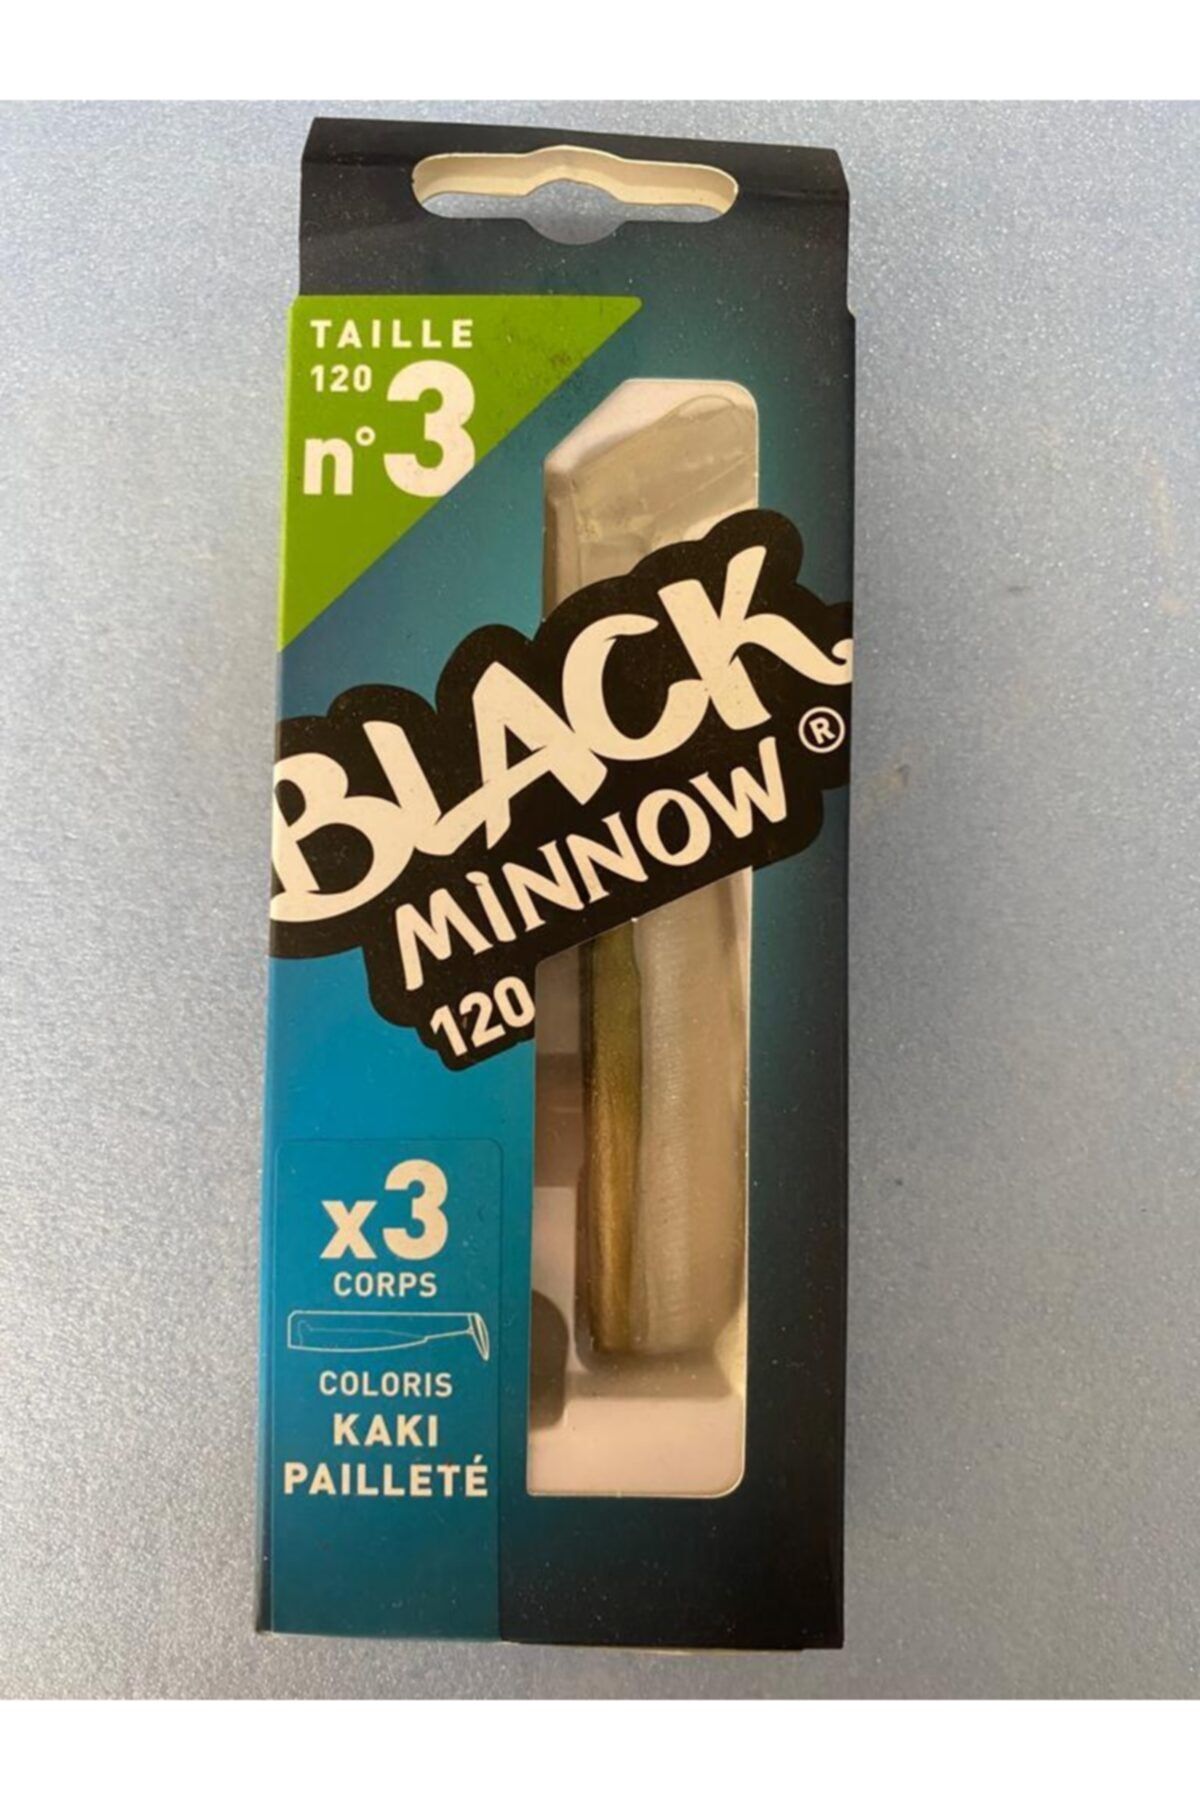 TAILLE
120
n°3
BLACK
MINNOW ®
120
x3
CORPS
COLORIS
KAKI
PAILLETÉ